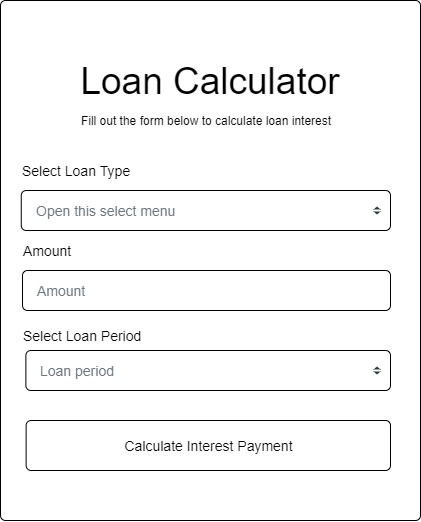 Loan Calculator
Fill out the form below to calculate loan interest
Select Loan Type
Open this select menu
Amount
Amount
Select Loan Period
Loan period
Calculate Interest Payment